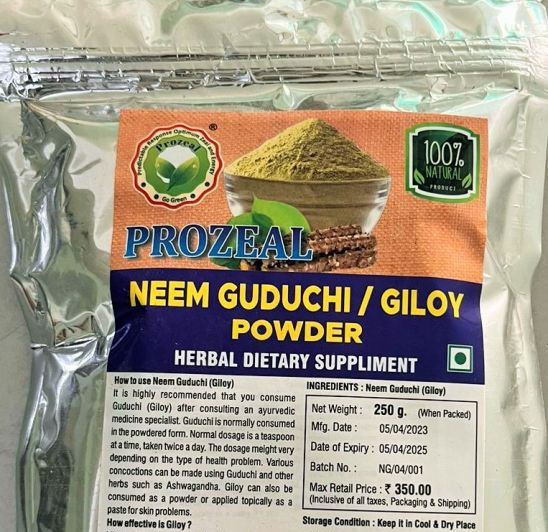 Predictable Response Optimum Zeal and Energy
Prozeal
Go Green
®
100%
NATURAL
PRODUCT
PROZEAL
NEEM GUDUCHI / GILOY
POWDER
HERBAL DIETARY SUPPLIMENT
How to use Neem Guduchi (Giloy)
It is highly recommended that you consume
Guduchi (Giloy) after consulting an ayurvedic
medicine specialist. Guduchi is normally consumed
in the powdered form. Normal dosage is a teaspoon
at a time, taken twice a day. The dosage meight very
depending on the type of health problem. Various
concoctions can be made using Guduchi and other
herbs such as Ashwagandha. Giloy can also be
consumed as a powder or applied topically as a
paste for skin problems.
How effective is Giloy ?
INGREDIENTS : Neem Guduchi (Giloy)
Net Weight : 250 g. (When Packed)
Mfg. Date : 05/04/2023
Date of Expiry : 05/04/2025
Batch No. : NG/04/001
Max Retail Price : ₹ 350.00
(Inclusive of all taxes, Packaging & Shipping)
Storage Condition : Keep it in Cool & Dry Place